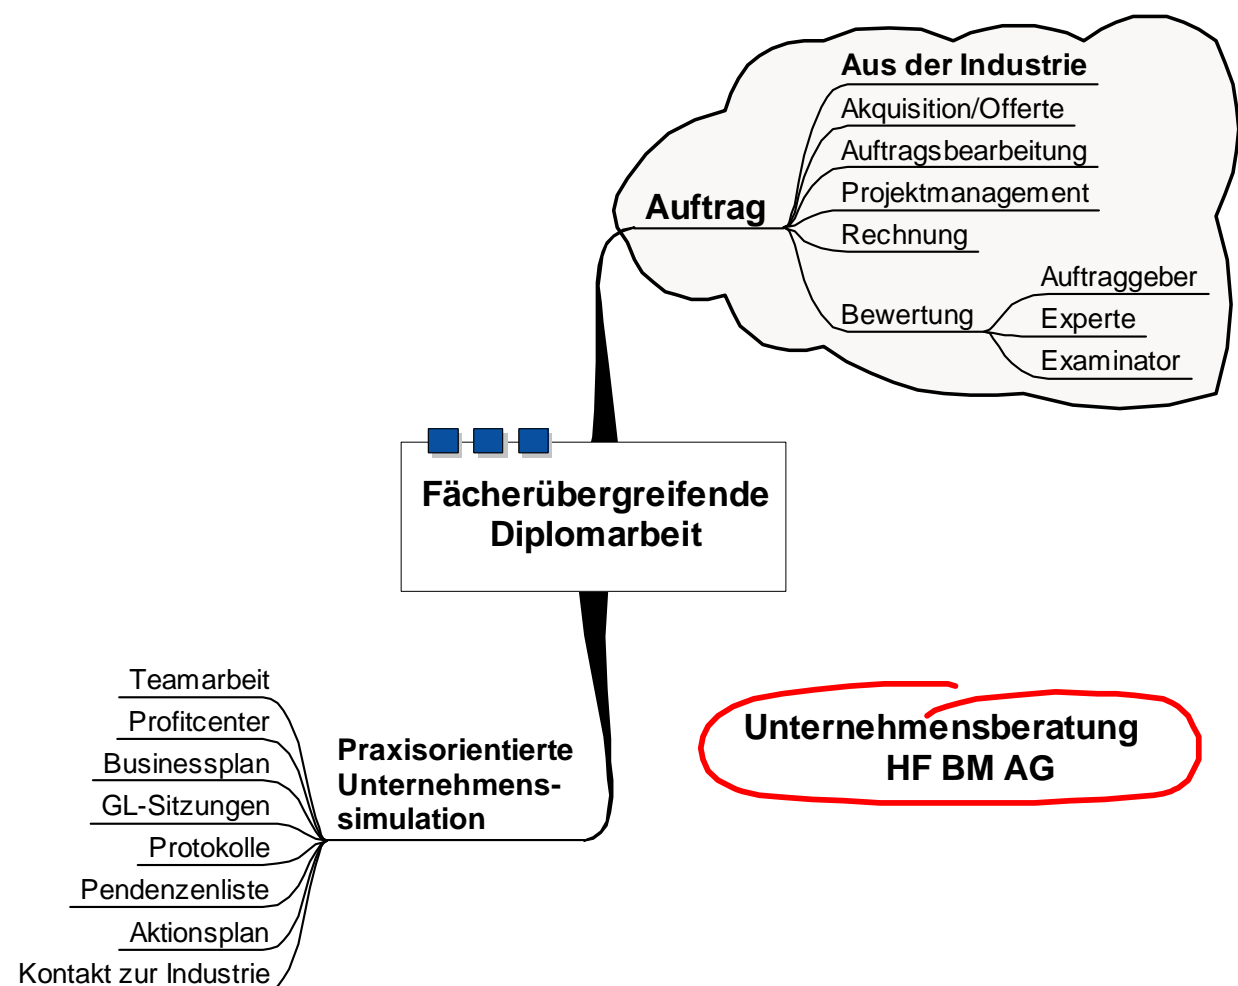 Aus der Industrie
Akquisition/Offerte
Auftragsbearbeitung
Projektmanagement
Auftrag
Rechnung
Auftraggeber
Bewertung
Experte
Examinator
Fächerübergreifende
Diplomarbeit
Teamarbeit
Profitcenter
Businessplan
GL-Sitzungen
Protokolle
Pendenzenliste
Aktionsplan
Kontakt zur Industrie
Praxisorientierte
Unternehmens-
simulation
Unternehmensberatung
HF BM AG